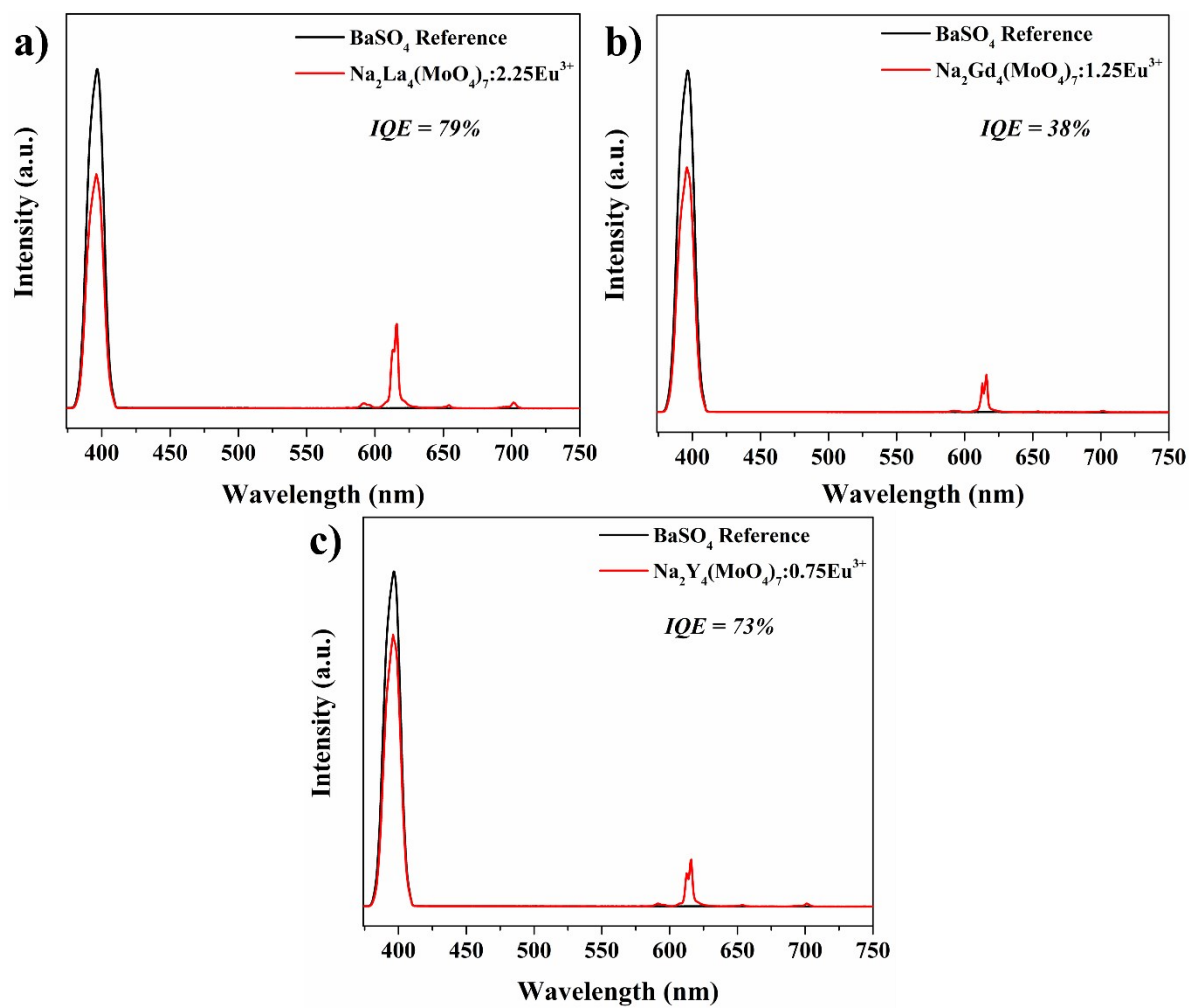 a)
BaSO₄ Reference
Na₂La₄(MoO₄)₇:2.25Eu³⁺
IQE = 79%
Intensity (a.u.)
400 450 500 550 600 650 700 750
Wavelength (nm)
b)
BaSO₄ Reference
Na₂Gd₄(MoO₄)₇:1.25Eu³⁺
IQE = 38%
Intensity (a.u.)
400 450 500 550 600 650 700 750
Wavelength (nm)
c)
BaSO₄ Reference
Na₂Y₄(MoO₄)₇:0.75Eu³⁺
IQE = 73%
Intensity (a.u.)
400 450 500 550 600 650 700 750
Wavelength (nm)